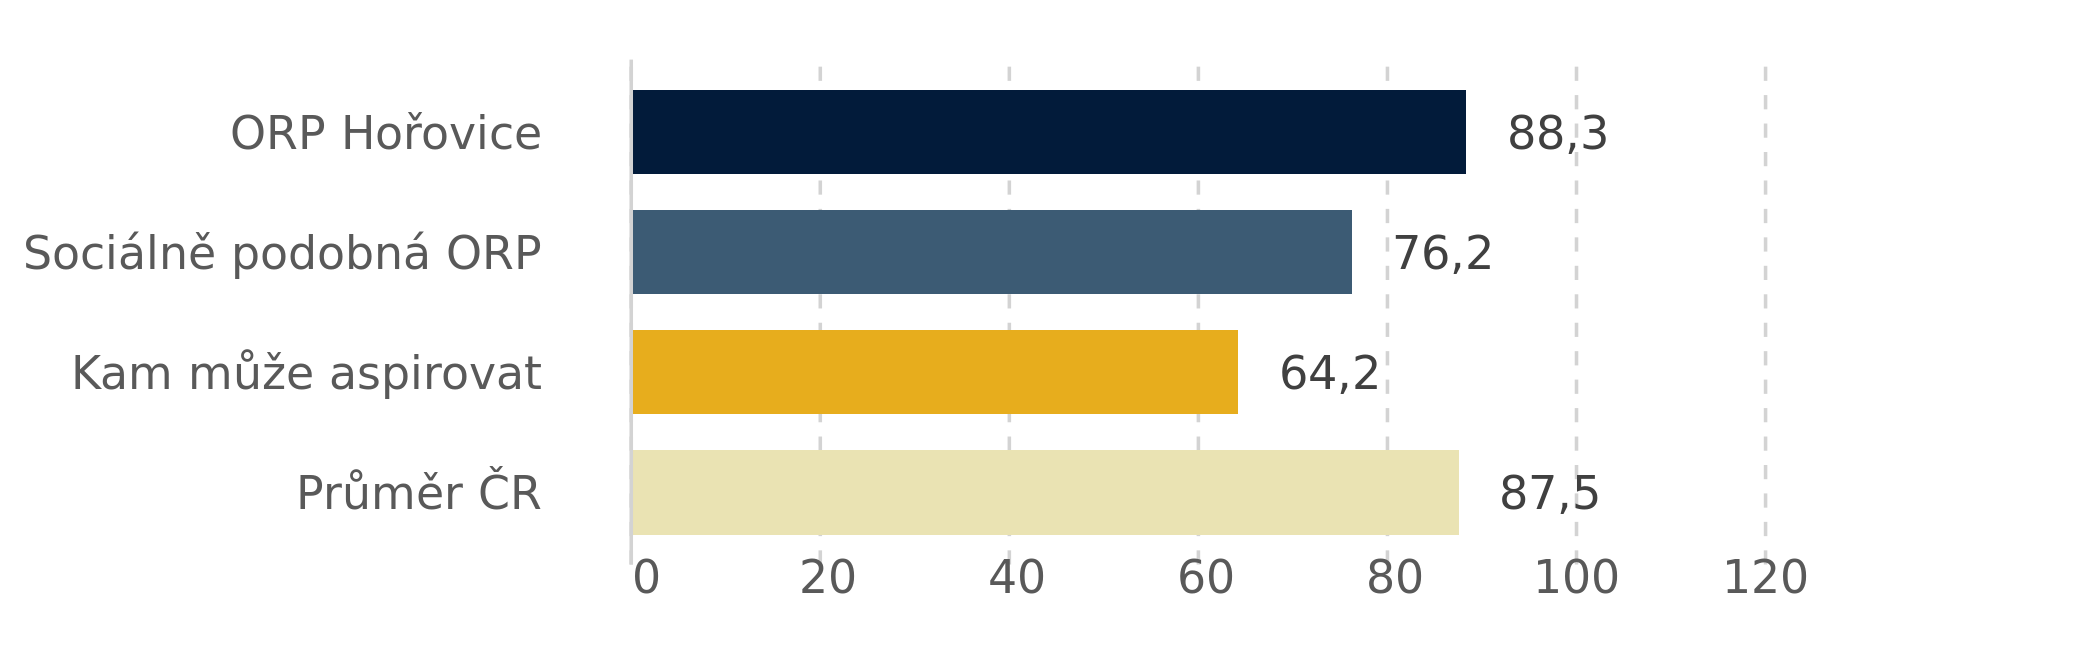 ORP Hořovice 88,3
Sociálně podobná ORP 76,2
Kam může aspirovat 64,2
Průměr ČR 87,5
0 20 40 60 80 100 120